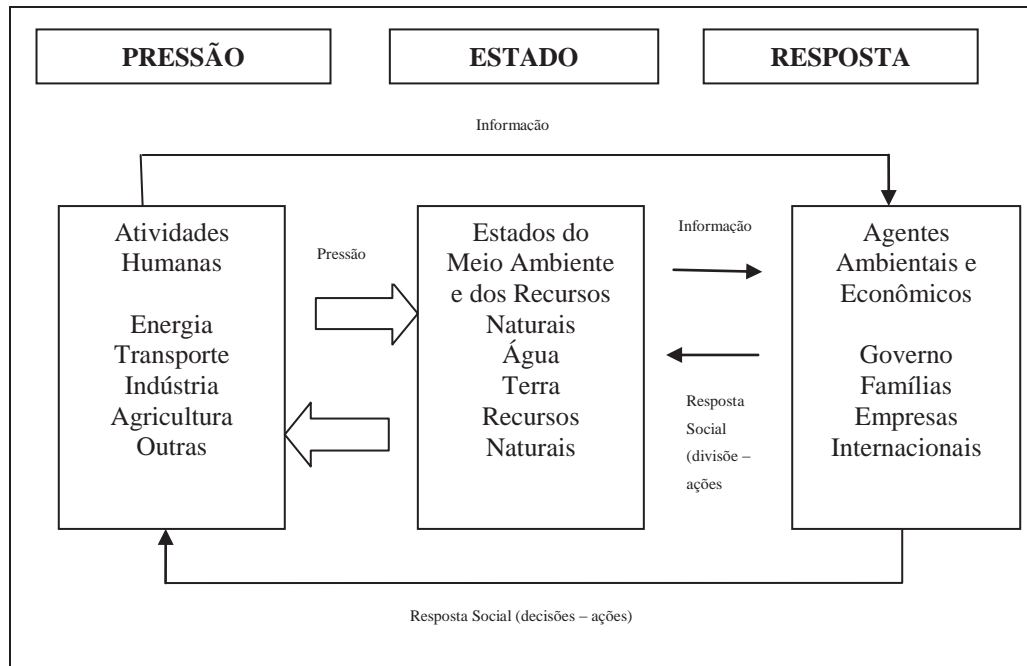 PRESSÃO
ESTADO
RESPOSTA
Informação
Atividades
Humanas
Energia
Transporte
Indústria
Agricultura
Outras
Pressão
Estados do
Meio Ambiente
e dos Recursos
Naturais
Água
Terra
Recursos
Naturais
Informação
Resposta
Social
(divisõe –
ações
Agentes
Ambientais e
Econômicos
Governo
Famílias
Empresas
Internacionais
Resposta Social (decisões – ações)